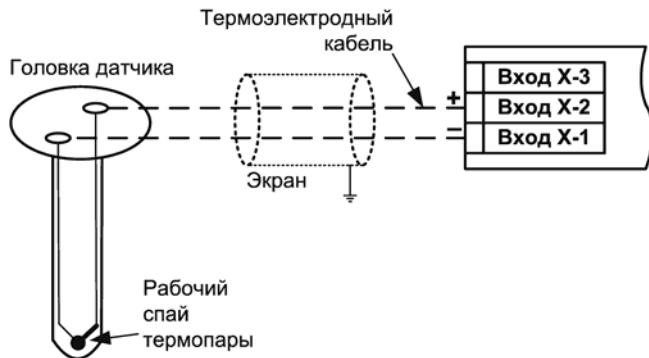 Термоэлектродный
кабель
Головка датчика
Вход X-3
+ Вход X-2
− Вход X-1
Экран
Рабочий
спай
термопары